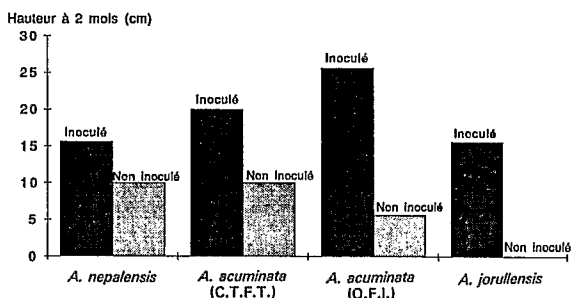 Hauteur à 2 mois (cm)
30
25
20
15
10
5
0
Inoculé
Non inoculé
Inoculé
Non inoculé
Inoculé
Non inoculé
Inoculé
Non inoculé
A. nepalensis
A. acuminata
(C.T.F.T.)
A. acuminata
(O.F.I.)
A. jorullensis